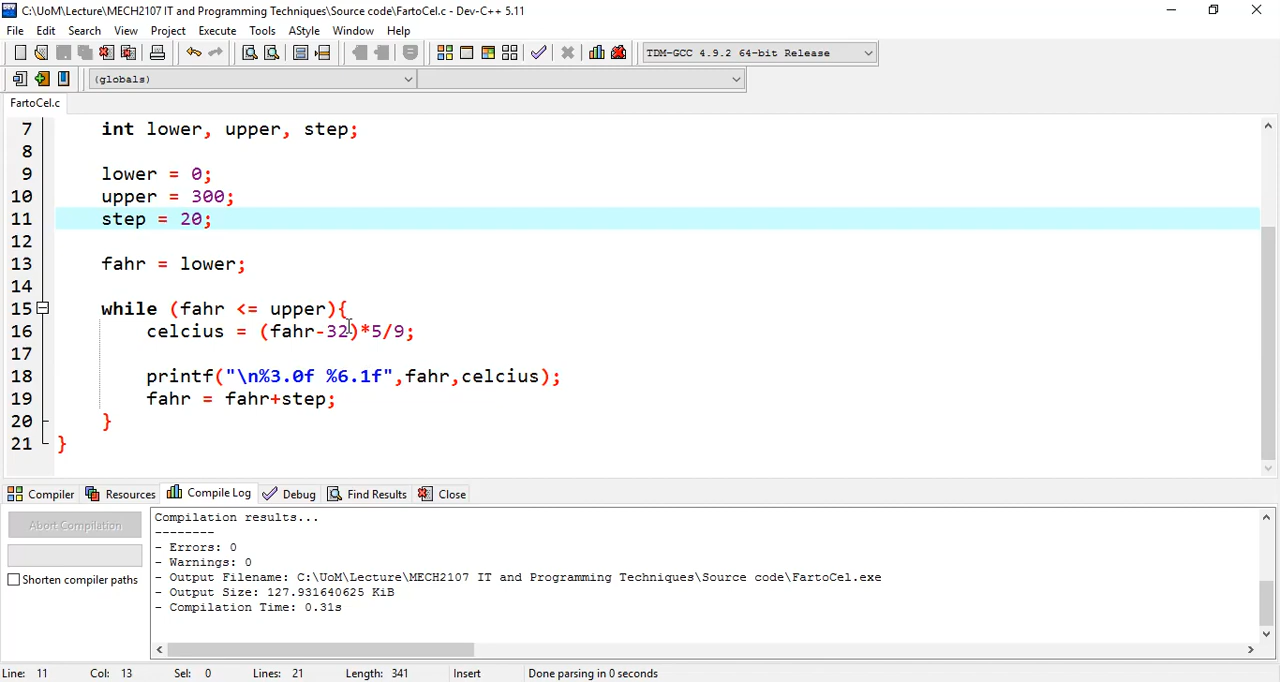 C:\UoM\Lecture\MECH2107 IT and Programming Techniques\Source code\FartoCel.c - Dev-C++ 5.11
File Edit Search View Project Execute Tools AStyle Window Help
TDM-GCC 4.9.2 64-bit Release
(globals)
FartoCel.c
7 int lower, upper, step;
8
9 lower = 0;
10 upper = 300;
11 step = 20;
12
13 fahr = lower;
14
15 while (fahr <= upper){
16 celcius = (fahr-32)*5/9;
17
18 printf("\n%3.0f %6.1f",fahr,celcius);
19 fahr = fahr+step;
20 }
21 }
Compiler Resources Compile Log Debug Find Results Close
Abort Compilation
Shorten compiler paths
Compilation results...
--------
- Errors: 0
- Warnings: 0
- Output Filename: C:\UoM\Lecture\MECH2107 IT and Programming Techniques\Source code\FartoCel.exe
- Output Size: 127.931640625 KiB
- Compilation Time: 0.31s
Line: 11 Col: 13 Sel: 0 Lines: 21 Length: 341 Insert Done parsing in 0 seconds